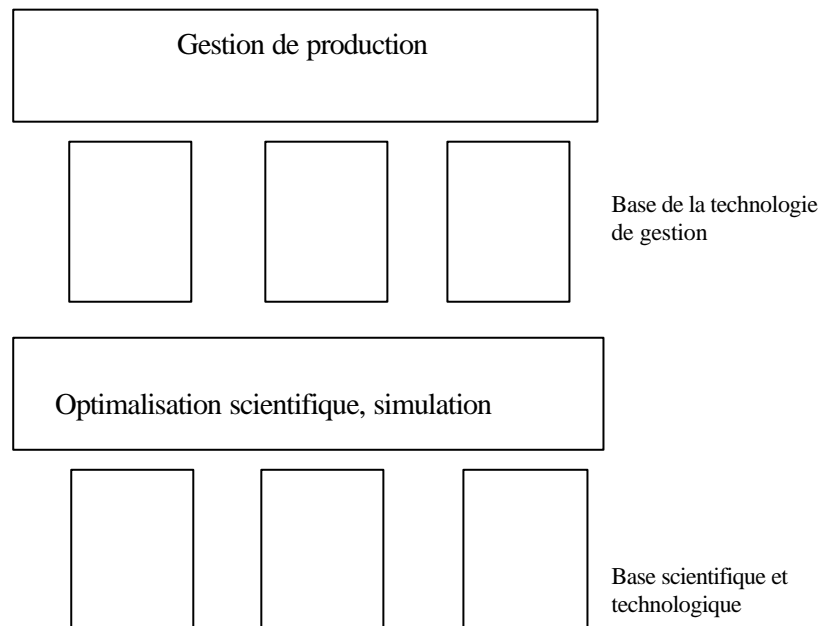 Gestion de production
Base de la technologie
de gestion
Optimalisation scientifique, simulation
Base scientifique et
technologique